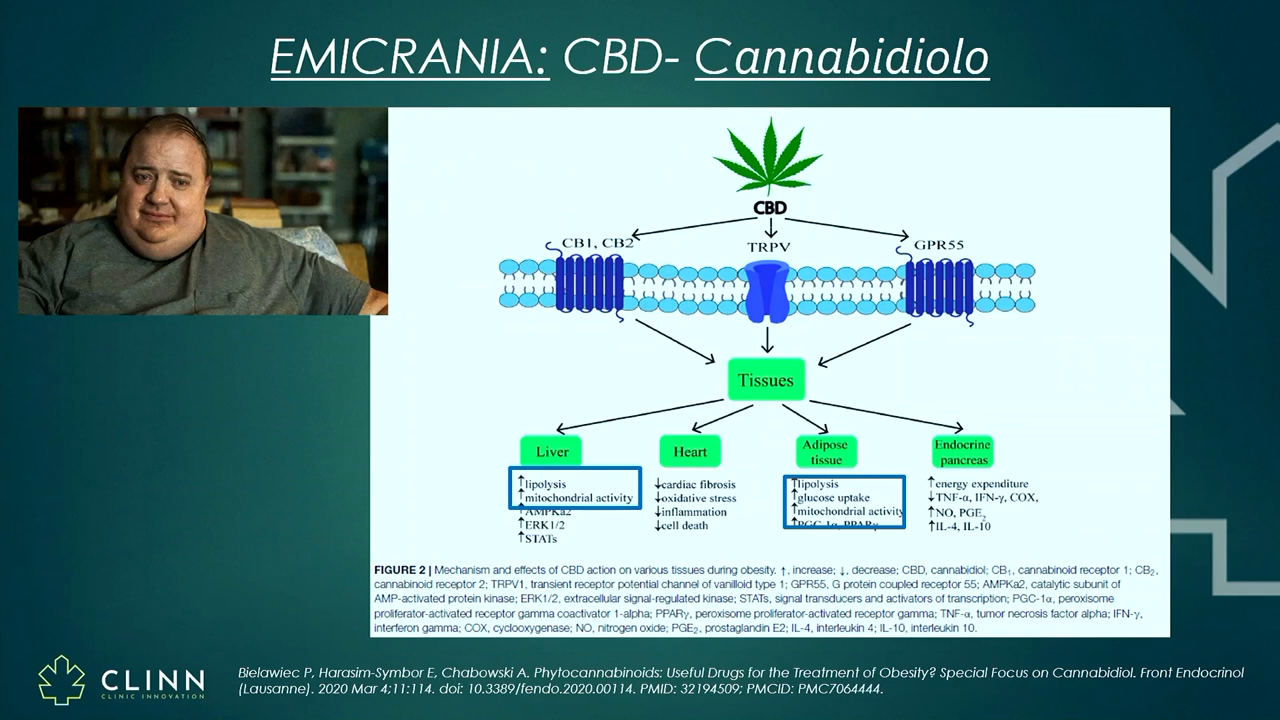 EMICRANIA: CBD- Cannabidiolo
CBD
CB1, CB2
TRPV
GPR55
Tissues
Liver
↑lipolysis
↑mitochondrial activity
↑AMPKa2
↑ERK1/2
↑STATs
Heart
↓cardiac fibrosis
↓oxidative stress
↓inflammation
↓cell death
Adipose
tissue
↑lipolysis
↑glucose uptake
↑mitochondrial activity
↑PGC-1α, PPARγ
Endocrine
pancreas
↑energy expenditure
↓TNF-α, IFN-γ, COX,
↑NO, PGE₂
↑IL-4, IL-10
FIGURE 2 | Mechanism and effects of CBD action on various tissues during obesity. ↑, increase; ↓, decrease; CBD, cannabidiol; CB₁, cannabinoid receptor 1; CB₂,
cannabinoid receptor 2; TRPV1, transient receptor potential channel of vanilloid type 1; GPR55, G protein coupled receptor 55; AMPKa2, catalytic subunit of
AMP-activated protein kinase; ERK1/2, extracellular signal-regulated kinase; STATs, signal transducers and activators of transcription; PGC-1α, peroxisome
proliferator-activated receptor gamma coactivator 1-alpha; PPARγ, peroxisome proliferator-activated receptor gamma; TNF-α, tumor necrosis factor alpha; IFN-γ,
interferon gamma; COX, cyclooxygenase; NO, nitrogen oxide; PGE₂, prostaglandin E2; IL-4, interleukin 4; IL-10, interleukin 10.
CLINN
CLINIC INNOVATION
Bielawiec P, Harasim-Symbor E, Chabowski A. Phytocannabinoids: Useful Drugs for the Treatment of Obesity? Special Focus on Cannabidiol. Front Endocrinol
(Lausanne). 2020 Mar 4;11:114. doi: 10.3389/fendo.2020.00114. PMID: 32194509; PMCID: PMC7064444.